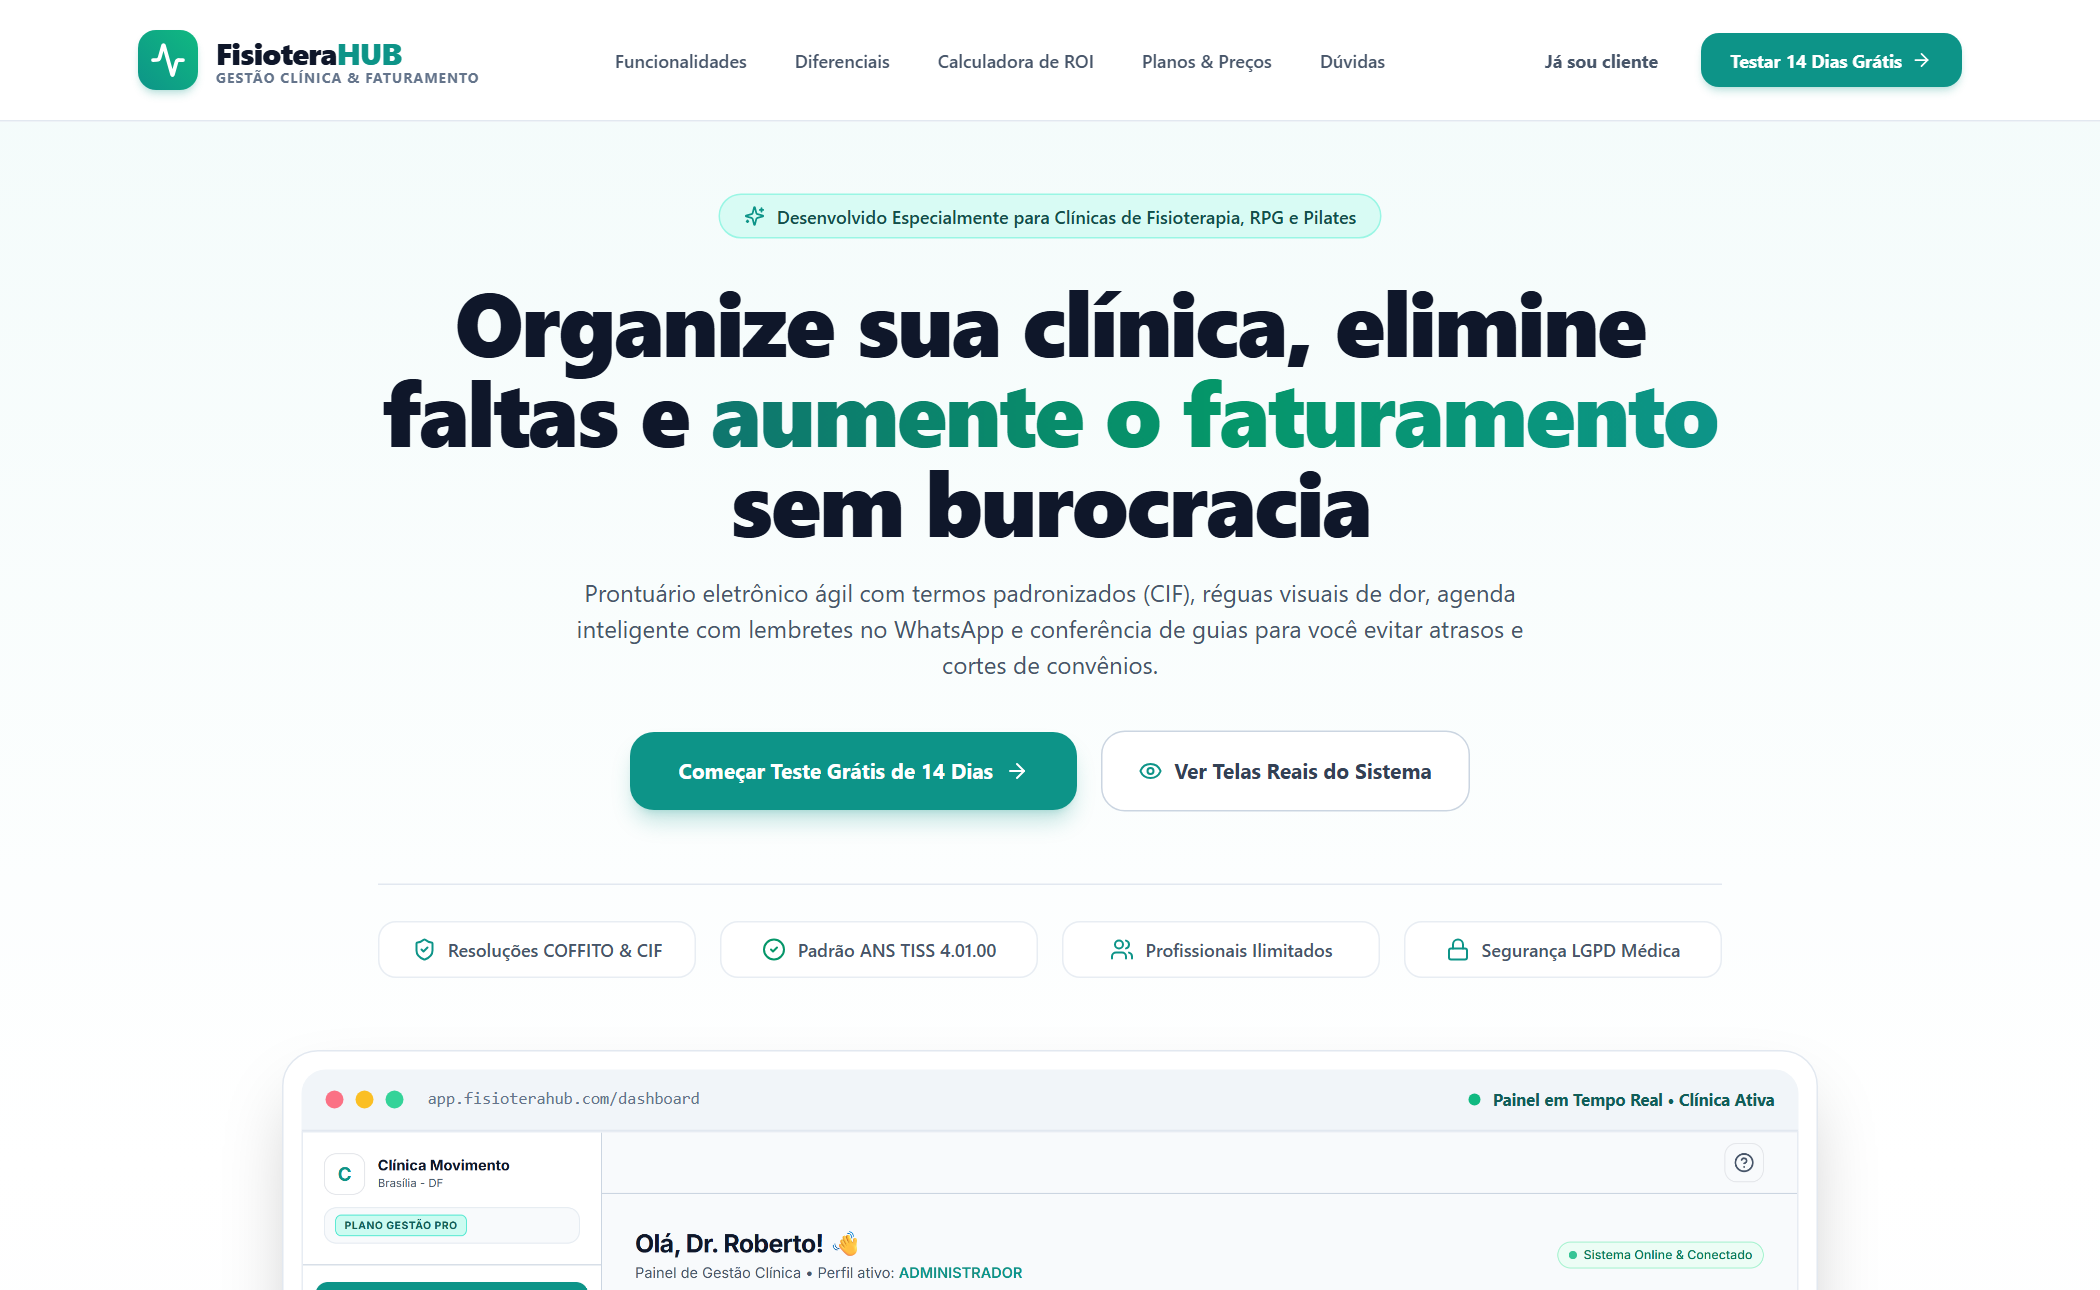 FisioteraHUB
GESTÃO CLÍNICA & FATURAMENTO
Funcionalidades
Diferenciais
Calculadora de ROI
Planos & Preços
Dúvidas
Já sou cliente
Testar 14 Dias Grátis
Desenvolvido Especialmente para Clínicas de Fisioterapia, RPG e Pilates
Organize sua clínica, elimine
faltas e aumente o faturamento
sem burocracia
Prontuário eletrônico ágil com termos padronizados (CIF), réguas visuais de dor, agenda
inteligente com lembretes no WhatsApp e conferência de guias para você evitar atrasos e
cortes de convênios.
Começar Teste Grátis de 14 Dias
Ver Telas Reais do Sistema
Resoluções COFFITO & CIF
Padrão ANS TISS 4.01.00
Profissionais Ilimitados
Segurança LGPD Médica
app.fisioterahub.com/dashboard
Painel em Tempo Real • Clínica Ativa
C
Clínica Movimento
Brasília - DF
PLANO GESTÃO PRO
Olá, Dr. Roberto! 👋
Painel de Gestão Clínica • Perfil ativo: ADMINISTRADOR
Sistema Online & Conectado